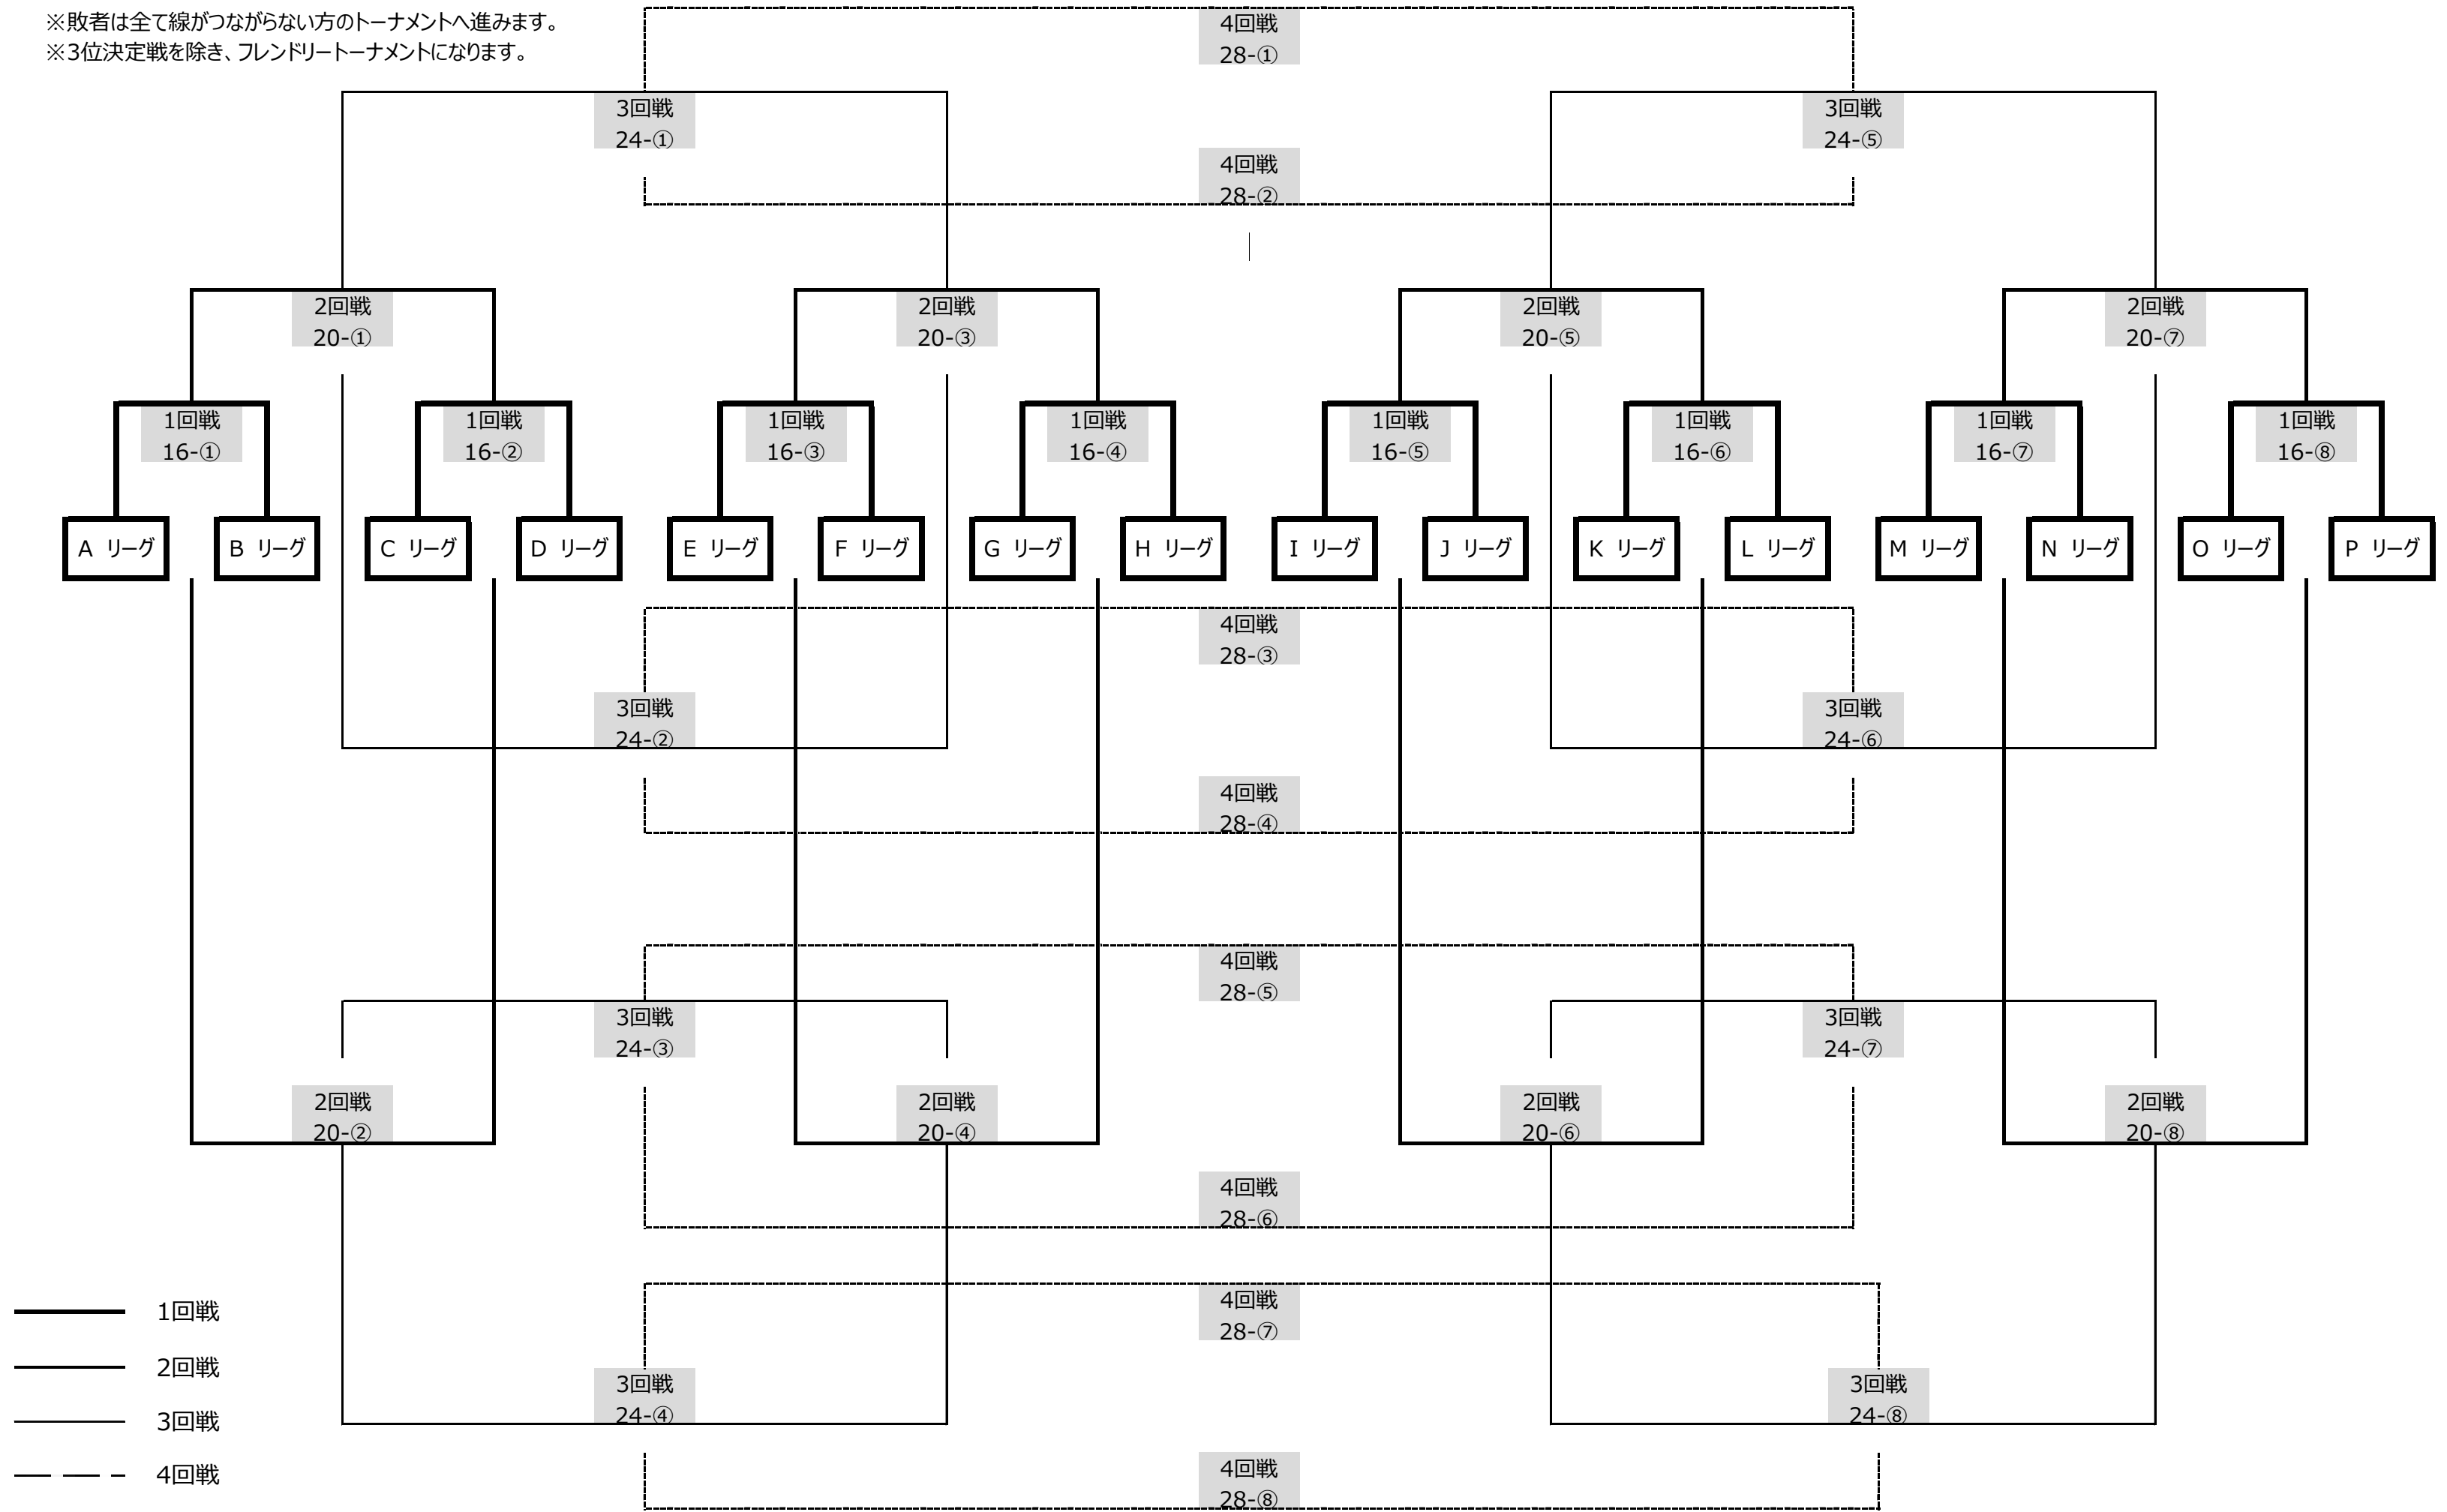 ※敗者は全て線がつながらない方のトーナメントへ進みます。
※3位決定戦を除き、フレンドリートーナメントになります。
4回戦
28-①
3回戦
24-①
3回戦
24-⑤
4回戦
28-②
2回戦
20-①
2回戦
20-③
2回戦
20-⑤
2回戦
20-⑦
1回戦
16-①
1回戦
16-②
1回戦
16-③
1回戦
16-④
1回戦
16-⑤
1回戦
16-⑥
1回戦
16-⑦
1回戦
16-⑧
A リーグ
B リーグ
C リーグ
D リーグ
E リーグ
F リーグ
G リーグ
H リーグ
I リーグ
J リーグ
K リーグ
L リーグ
M リーグ
N リーグ
O リーグ
P リーグ
4回戦
28-③
3回戦
24-②
3回戦
24-⑥
4回戦
28-④
4回戦
28-⑤
3回戦
24-③
3回戦
24-⑦
2回戦
20-②
2回戦
20-④
2回戦
20-⑥
2回戦
20-⑧
4回戦
28-⑥
4回戦
28-⑦
3回戦
24-④
3回戦
24-⑧
4回戦
28-⑧
1回戦
2回戦
3回戦
4回戦